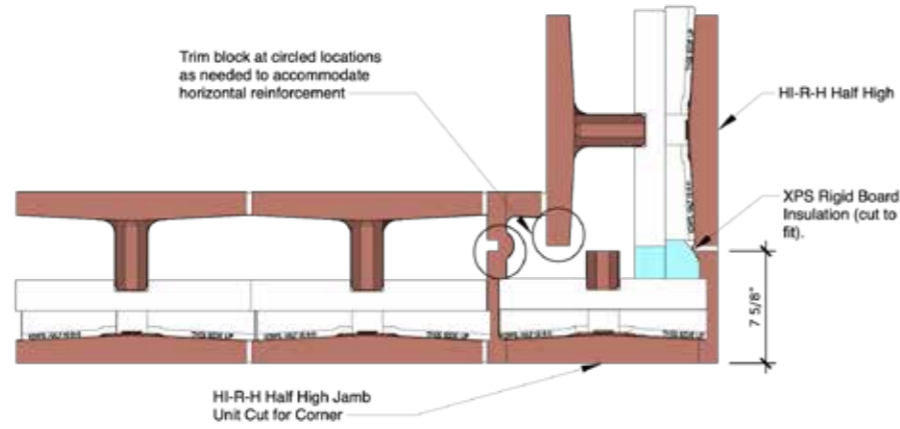 Trim block at circled locations
as needed to accommodate
horizontal reinforcement
HI-R-H Half High
XPS Rigid Board
Insulation (cut to
fit).
7 5/8"
HI-R-H Half High Jamb
Unit Cut for Corner